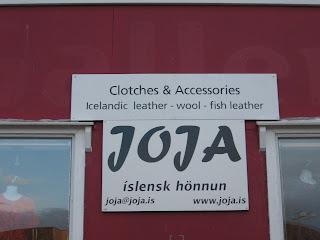 Clotches & Accessories
Icelandic leather - wool - fish leather
JOJA
íslensk hönnun
joja@joja.is www.joja.is